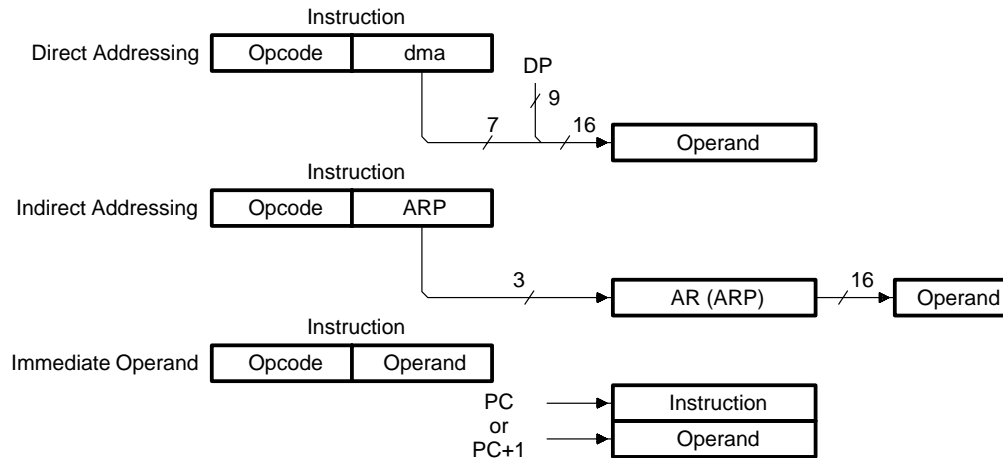 Instruction
Direct Addressing Opcode dma
DP
9
7 16
Operand
Instruction
Indirect Addressing Opcode ARP
3 16
AR (ARP) Operand
Instruction
Immediate Operand Opcode Operand
PC Instruction
or
PC+1 Operand